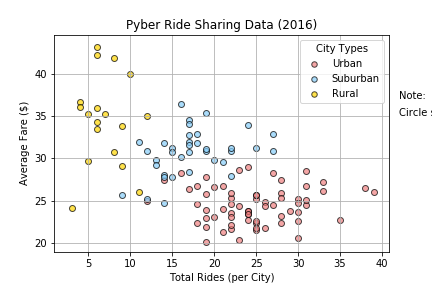 Pyber Ride Sharing Data (2016)
City Types
Urban
Suburban
Rural
Note:
Circle
Average Fare ($)
40
35
30
25
20
5
10
15
20
25
30
35
40
Total Rides (per City)